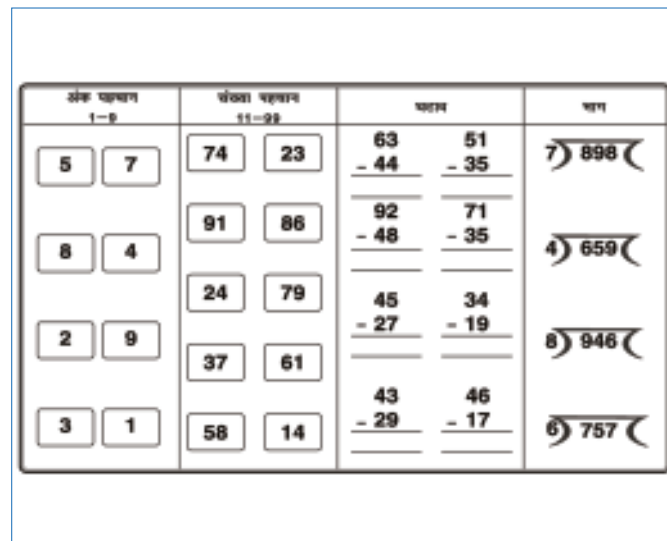 अंक पहचान
1–9
5 7
8 4
2 9
3 1
संख्या पहचान
11–99
74 23
91 86
24 79
37 61
58 14
घटाव
63 51
- 44 - 35
92 71
- 48 - 35
45 34
- 27 - 19
43 46
- 29 - 17
भाग
7) 898 (
4) 659 (
8) 946 (
6) 757 (